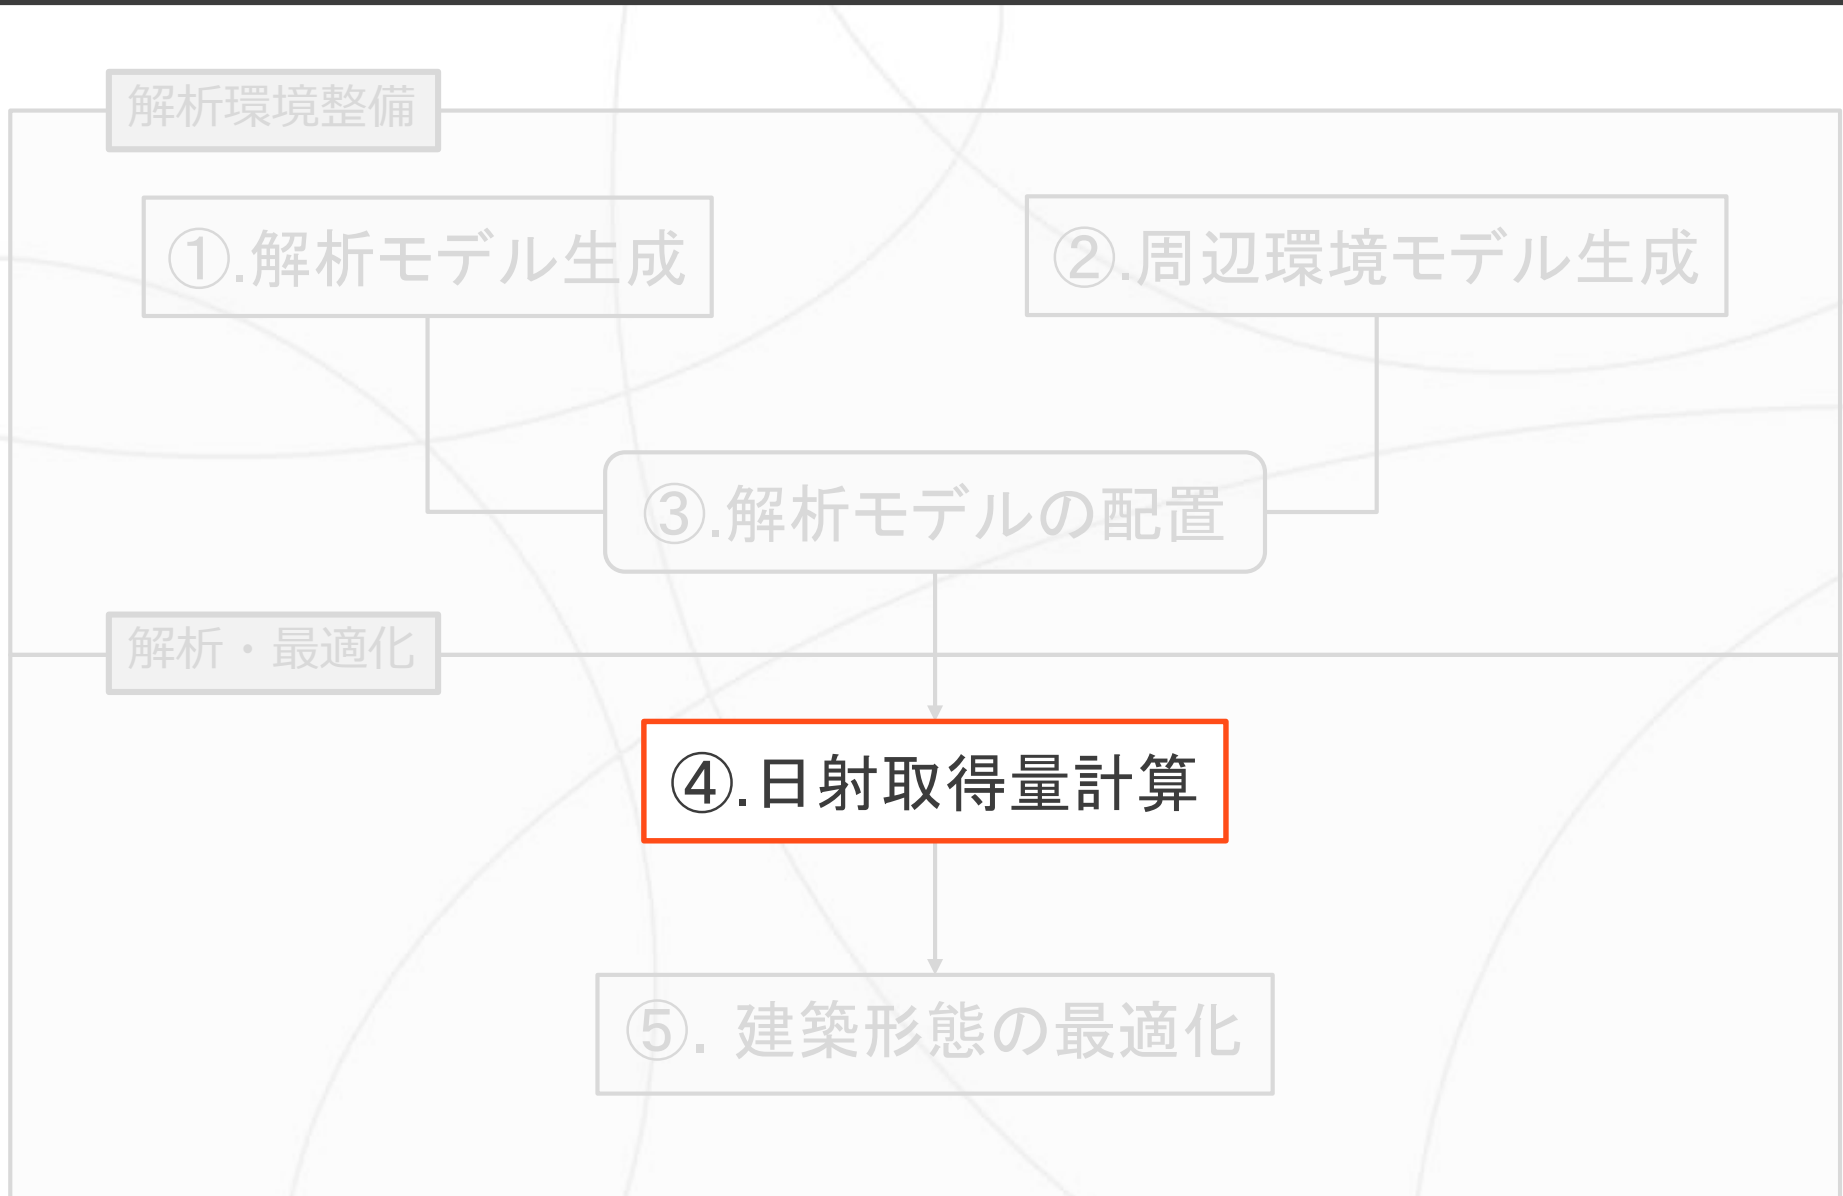 解析環境整備
①.解析モデル生成
②.周辺環境モデル生成
③.解析モデルの配置
解析・最適化
④.日射取得量計算
⑤. 建築形態の最適化